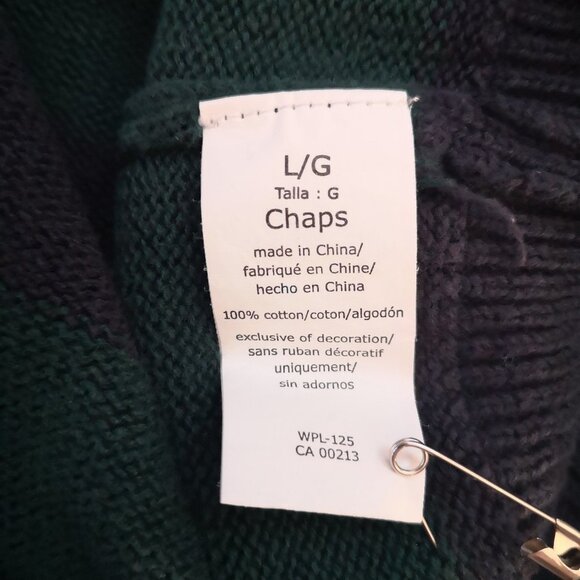 L/G
Talla : G
Chaps
made in China/
fabriqué en Chine/
hecho en China
100% cotton/coton/algodón
exclusive of decoration/
sans ruban décoratif
uniquement/
sin adornos
WPL-125
CA 00213